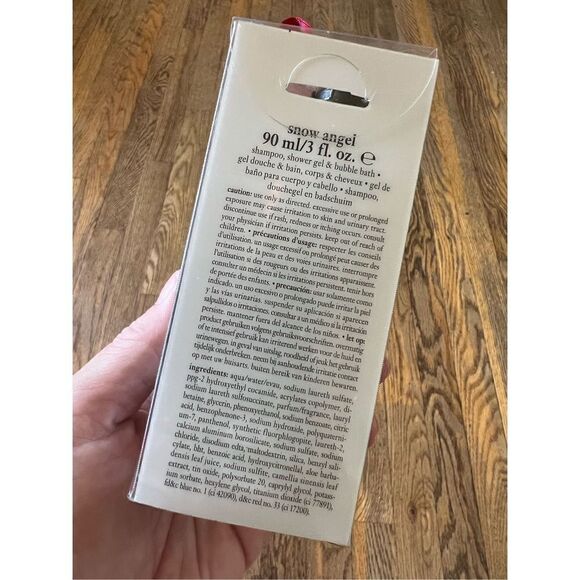 snow angel
90 ml/3 fl. oz. ℮
shampoo, shower gel & bubble bath •
gel douche & bain, corps & cheveux • gel de
baño para cuerpo y cabello • shampoo,
douchegel en badschuim
caution: use only as directed. excessive use or prolonged
exposure may cause irritation to skin and urinary tract.
discontinue use if rash, redness or itching occurs. consult
your physician if irritation persists. keep out of reach of
children. • précautions d'usage: respecter les conseils
d'utilisation. un usage excessif ou prolongé peut causer des
irritations de la peau et des voies urinaires. interrompre
l'utilisation si des rougeurs ou des irritations apparaissent.
consulter un médecin si les irritations persistent. tenir hors
de portée des enfants. • precaución: usar solamente como
indicado. un uso excesivo o prolongado puede irritar la piel
y las vías urinarias. suspender su aplicación si aparecen
salpullidos o irritaciones. consultar a un médico si la irritación
persiste. mantener fuera del alcance de los niños. • let op:
product gebruiken volgens gebruiksvoorschriften. overmatig
of te intensief gebruik kan irriterend werken voor de huid en
urinewegen. in geval van uitslag, roodheid of jeuk het gebruik
tijdelijk onderbreken. neem bij aanhoudende irritatie contact
op met uw huisarts. buiten bereik van kinderen bewaren.
ingredients: aqua/water/eau, sodium laureth sulfate,
ppg-2 hydroxyethyl cocamide, acrylates copolymer, di-
sodium laureth sulfosuccinate, parfum/fragrance, lauryl
betaine, glycerin, phenoxyethanol, sodium benzoate, citric
acid, benzophenone-3, sodium hydroxide, polyquaterni-
um-7, panthenol, synthetic fluorphlogopite, laureth-2,
calcium aluminum borosilicate, sodium sulfate, sodium
chloride, disodium edta, maltodextrin, silica, benzyl sali-
cylate, bht, benzoic acid, hydroxycitronellal, aloe barba-
densis leaf juice, sodium sulfite, camellia sinensis leaf
extract, tin oxide, polysorbate 20, caprylyl glycol, potas-
sium sorbate, hexylene glycol, titanium dioxide (ci 77891),
fd&c blue no. 1 (ci 42090), d&c red no. 33 (ci 17200).